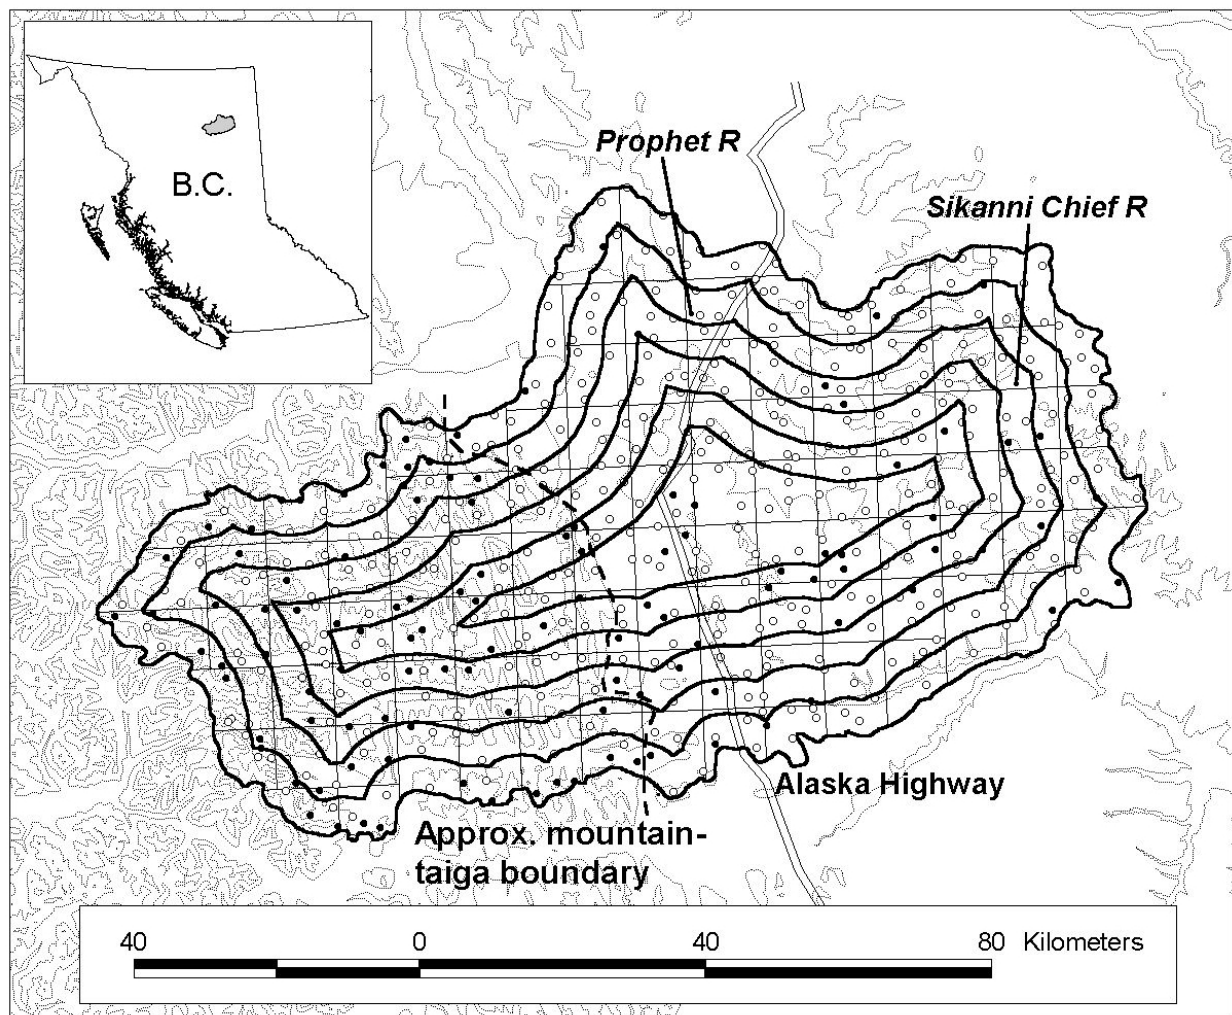 B.C.
Prophet R
Sikanni Chief R
Alaska Highway
Approx. mountain-
taiga boundary
40 0 40 80 Kilometers